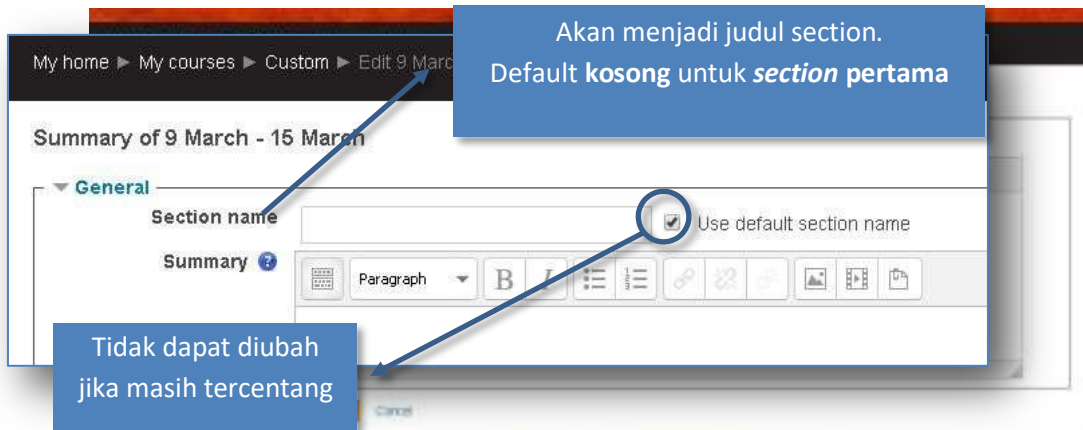 Akan menjadi judul section.
Default kosong untuk section pertama
My home ► My courses ► Custom ► Edit 9 Marc
Summary of 9 March - 15 March
General
Section name
Use default section name
Summary
Paragraph
B I
Tidak dapat diubah
jika masih tercentang
Cancel